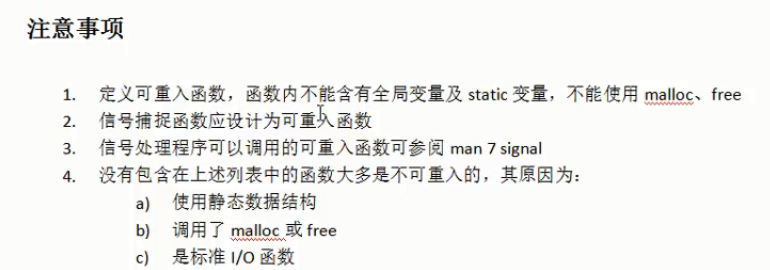 注意事项
1. 定义可重入函数，函数内不能含有全局变量及 static 变量，不能使用 malloc、free
2. 信号捕捉函数应设计为可重入函数
3. 信号处理程序可以调用的可重入函数可参阅 man 7 signal
4. 没有包含在上述列表中的函数大多是不可重入的，其原因为：
a) 使用静态数据结构
b) 调用了 malloc 或 free
c) 是标准 I/O 函数